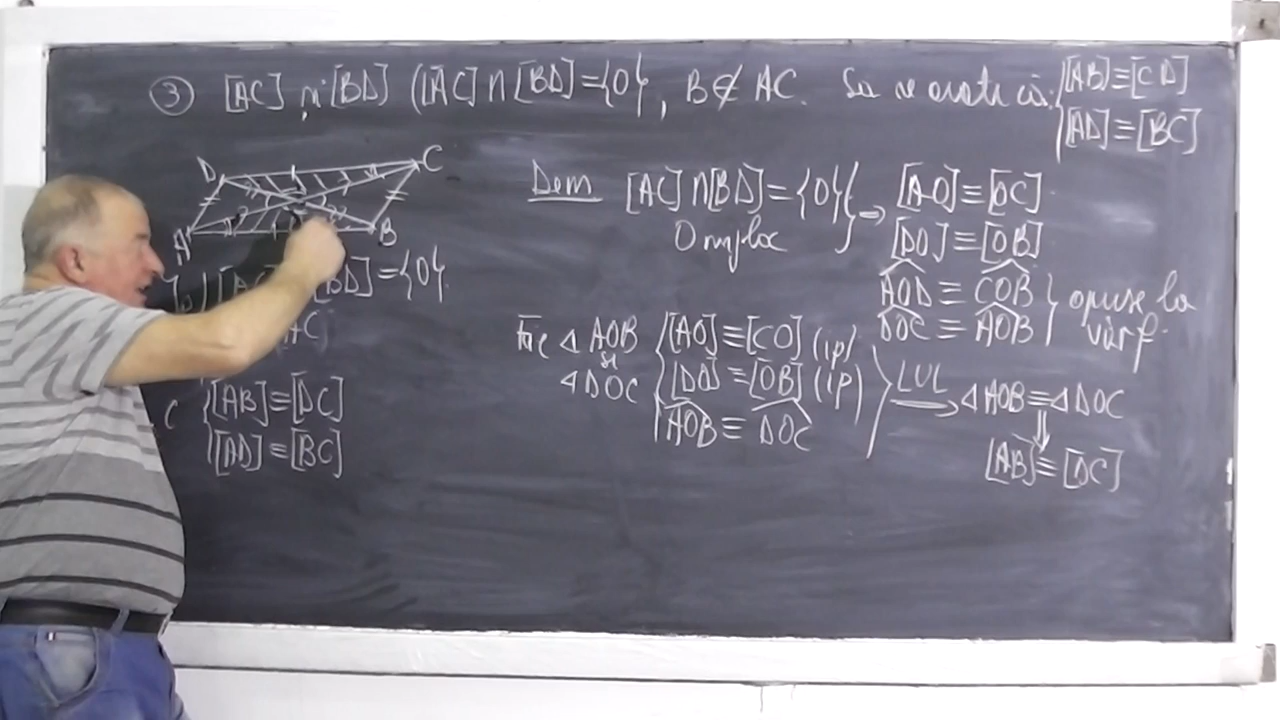 ③ [AC] și [BD] ([AC] ∩ [BD] = {O}, B ∉ AC. Să se arate că: { [AB] ≡ [CD]
[AD] ≡ [BC]
D C
A B
[BD] = {O}.
C { [AB] ≡ [DC]
[AD] ≡ [BC]
Dem [AC] ∩ [BD] = {O} } ⇒ [AO] ≡ [OC]
O mijloc [DO] ≡ [OB]
AOD ≡ COB } opuse la
DOC ≡ AOB vârf.
Fie △ AOB { [AO] ≡ [CO] (ip)
și
△ DOC [DO] ≡ [OB] (ip) LUL ⟹ △ AOB ≡ △ DOC
AOB ≡ DOC ⇓
[AB] ≡ [DC]